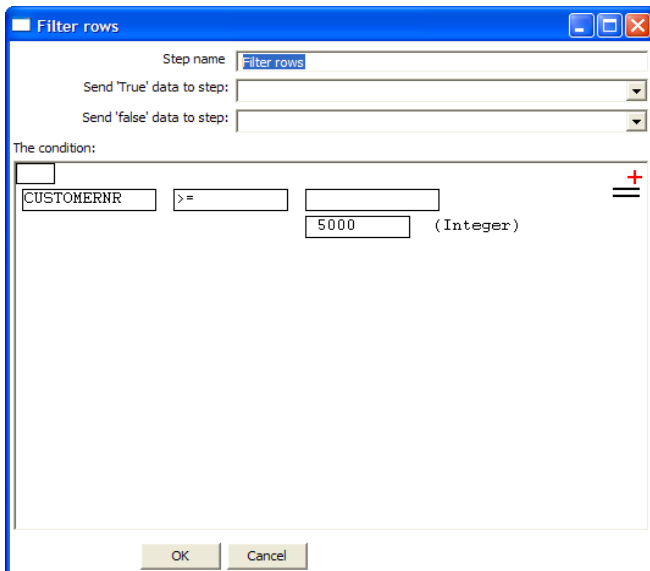 Filter rows
Step name Filter rows
Send 'True' data to step:
Send 'false' data to step:
The condition:
CUSTOMERNR >=
5000 (Integer)
OK Cancel